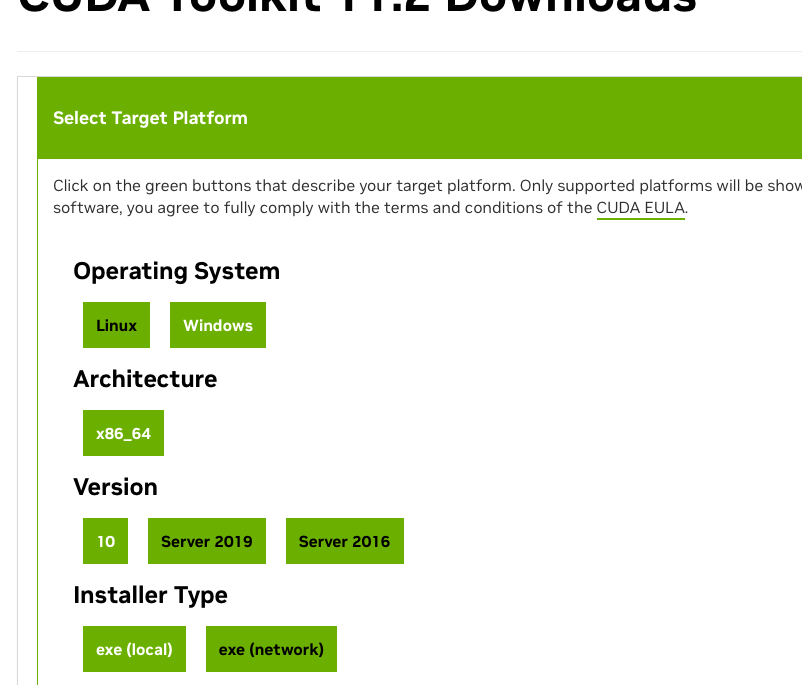 CUDA Toolkit 11.2 Downloads
Select Target Platform
Click on the green buttons that describe your target platform. Only supported platforms will be show
software, you agree to fully comply with the terms and conditions of the CUDA EULA.
Operating System
Linux Windows
Architecture
x86_64
Version
10 Server 2019 Server 2016
Installer Type
exe (local) exe (network)